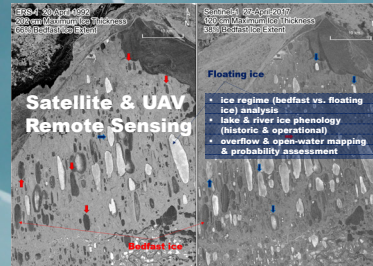 ERS-1 20-April-1992
202 cm Maximum Ice Thickness
66% Bedfast Ice Extent
Satellite & UAV
Remote Sensing
Bedfast ice
Sentinel-1 27-April-2017
120 cm Maximum Ice Thickness
38% Bedfast Ice Extent
Floating ice
• ice regime (bedfast vs. floating
ice) analysis
• lake & river ice phenology
(historic & operational)
• overflow & open-water mapping
& probability assessment